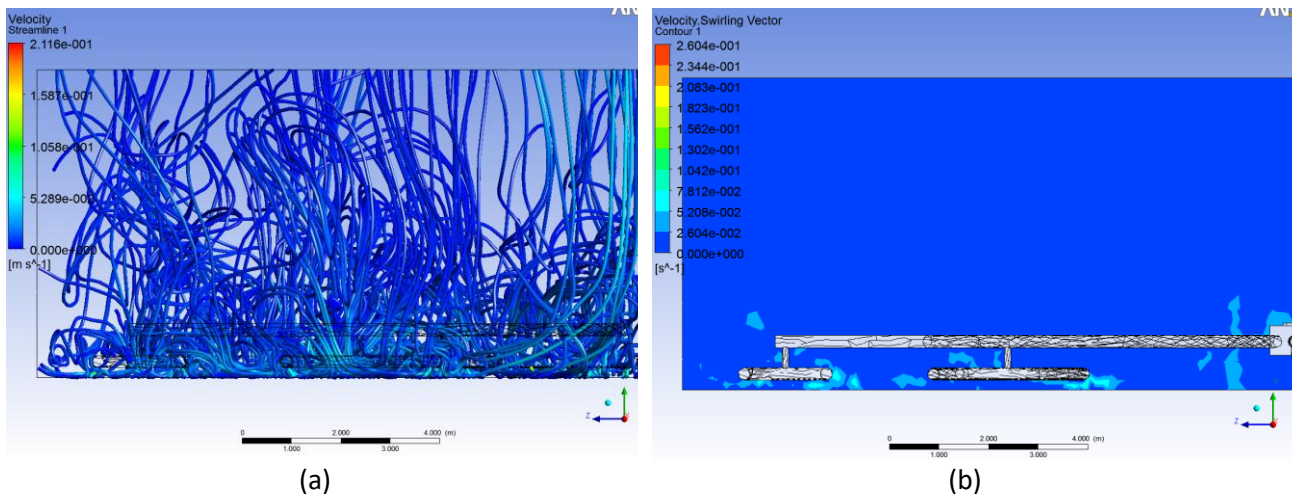 Velocity
Streamline 1
2.116e-001
1.587e-001
1.058e-001
5.289e-002
0.000e+000
[m s^-1]
Z
0
2.000
4.000
(m)
1.000
3.000
(a)
AN
Velocity.Swirling Vector
Contour 1
2.604e-001
2.344e-001
2.083e-001
1.823e-001
1.562e-001
1.302e-001
1.042e-001
7.812e-002
5.208e-002
2.604e-002
0.000e+000
[s^-1]
Z
0
2.000
4.000
(m)
1.000
3.000
(b)